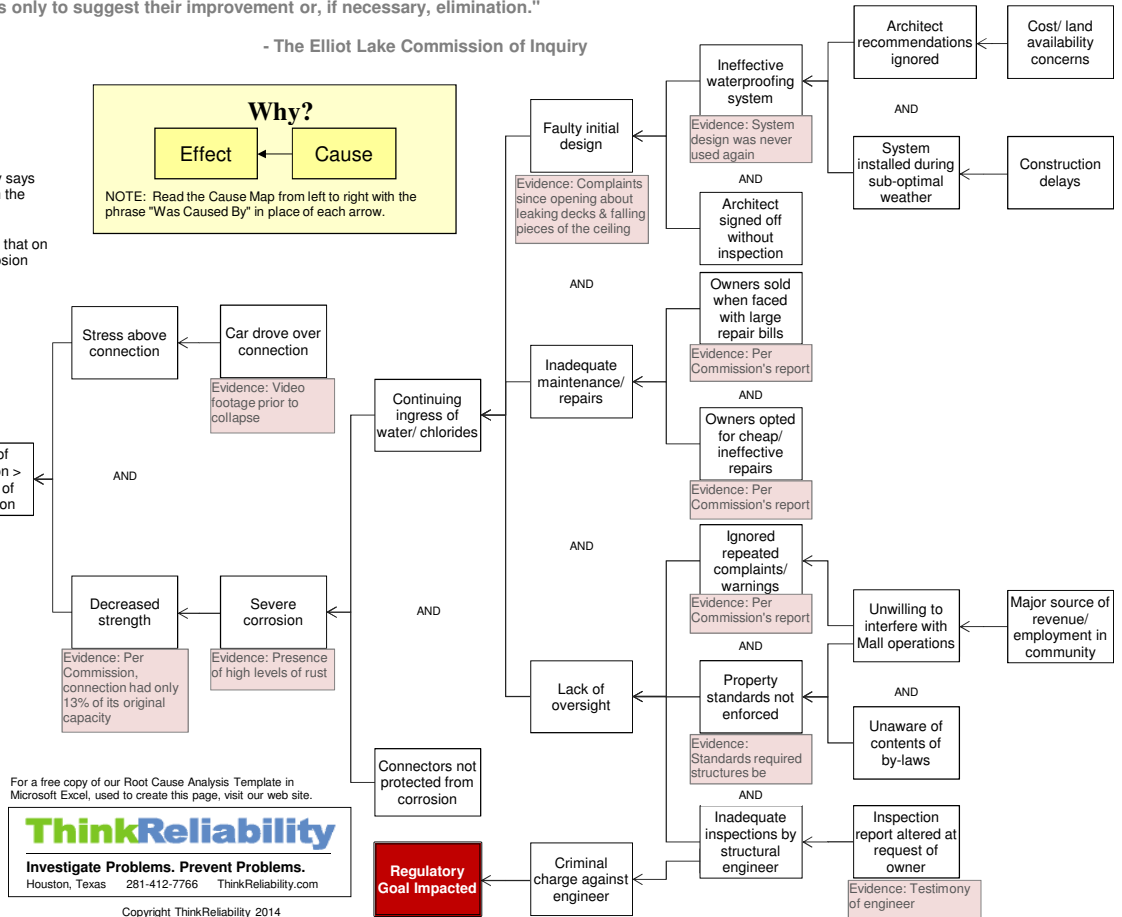 s only to suggest their improvement or, if necessary, elimination."
- The Elliot Lake Commission of Inquiry
Why?
Effect
Cause
NOTE: Read the Cause Map from left to right with the
phrase "Was Caused By" in place of each arrow.
says
the
that on
of
on >
of
on
Stress above
connection
Car drove over
connection
Evidence: Video
footage prior to
collapse
AND
Decreased
strength
Evidence: Per
Commission,
connection had only
13% of its original
capacity
Severe
corrosion
Evidence: Presence
of high levels of rust
Continuing
ingress of
water/ chlorides
AND
Connectors not
protected from
corrosion
Faulty initial
design
Evidence: Complaints
since opening about
leaking decks & falling
pieces of the ceiling
AND
Inadequate
maintenance/
repairs
AND
Lack of
oversight
Ineffective
waterproofing
system
Evidence: System
design was never
used again
AND
Architect
signed off
without
inspection
Owners sold
when faced
with large
repair bills
Evidence: Per
Commission's report
AND
Owners opted
for cheap/
ineffective
repairs
Evidence: Per
Commission's report
Ignored
repeated
complaints/
warnings
Evidence: Per
Commission's report
AND
Property
standards not
enforced
Evidence:
Standards required
structures be
AND
Inadequate
inspections by
structural
engineer
Architect
recommendations
ignored
Cost/ land
availability
concerns
AND
System
installed during
sub-optimal
weather
Construction
delays
Unwilling to
interfere with
Mall operations
Major source of
revenue/
employment in
community
AND
Unaware of
contents of
by-laws
Inspection
report altered at
request of
owner
Evidence: Testimony
of engineer
Criminal
charge against
engineer
Regulatory
Goal Impacted
For a free copy of our Root Cause Analysis Template in
Microsoft Excel, used to create this page, visit our web site.
ThinkReliability
Investigate Problems. Prevent Problems.
Houston, Texas 281-412-7766 ThinkReliability.com
Copyright ThinkReliability 2014